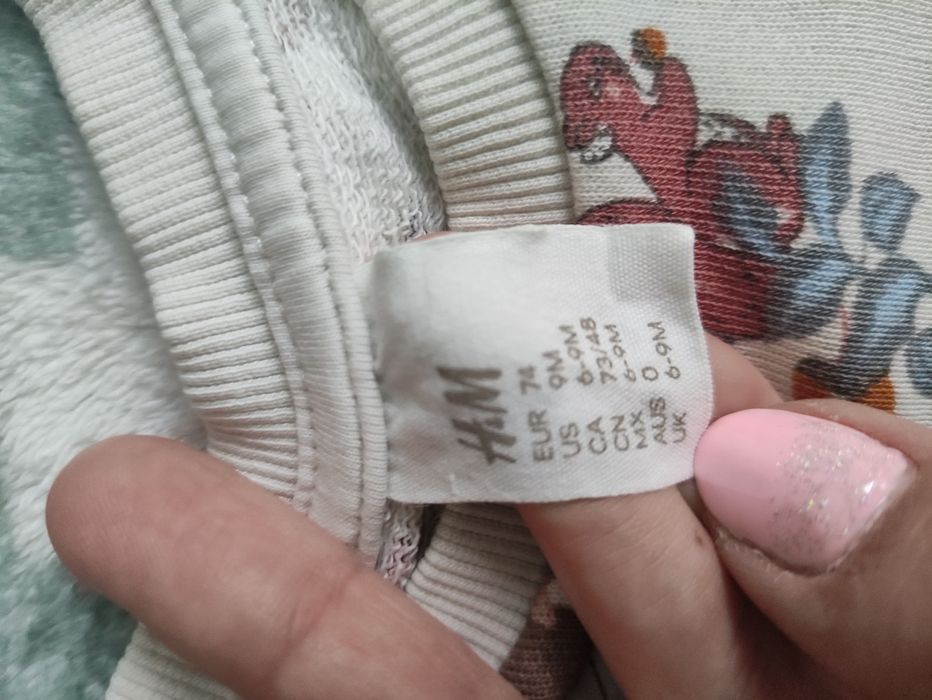 H&M
EUR 74
US 9M
CA 6-9M
CN 73/48
MX 6-9M
AUS 0
UK 6-9M